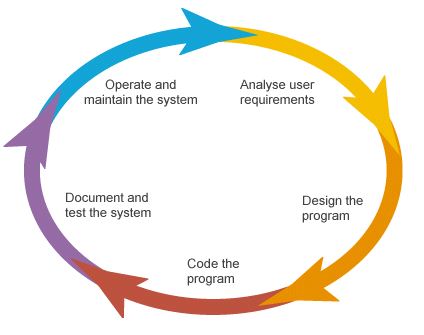 Operate and
maintain the system
Analyse user
requirements
Document and
test the system
Design the
program
Code the
program